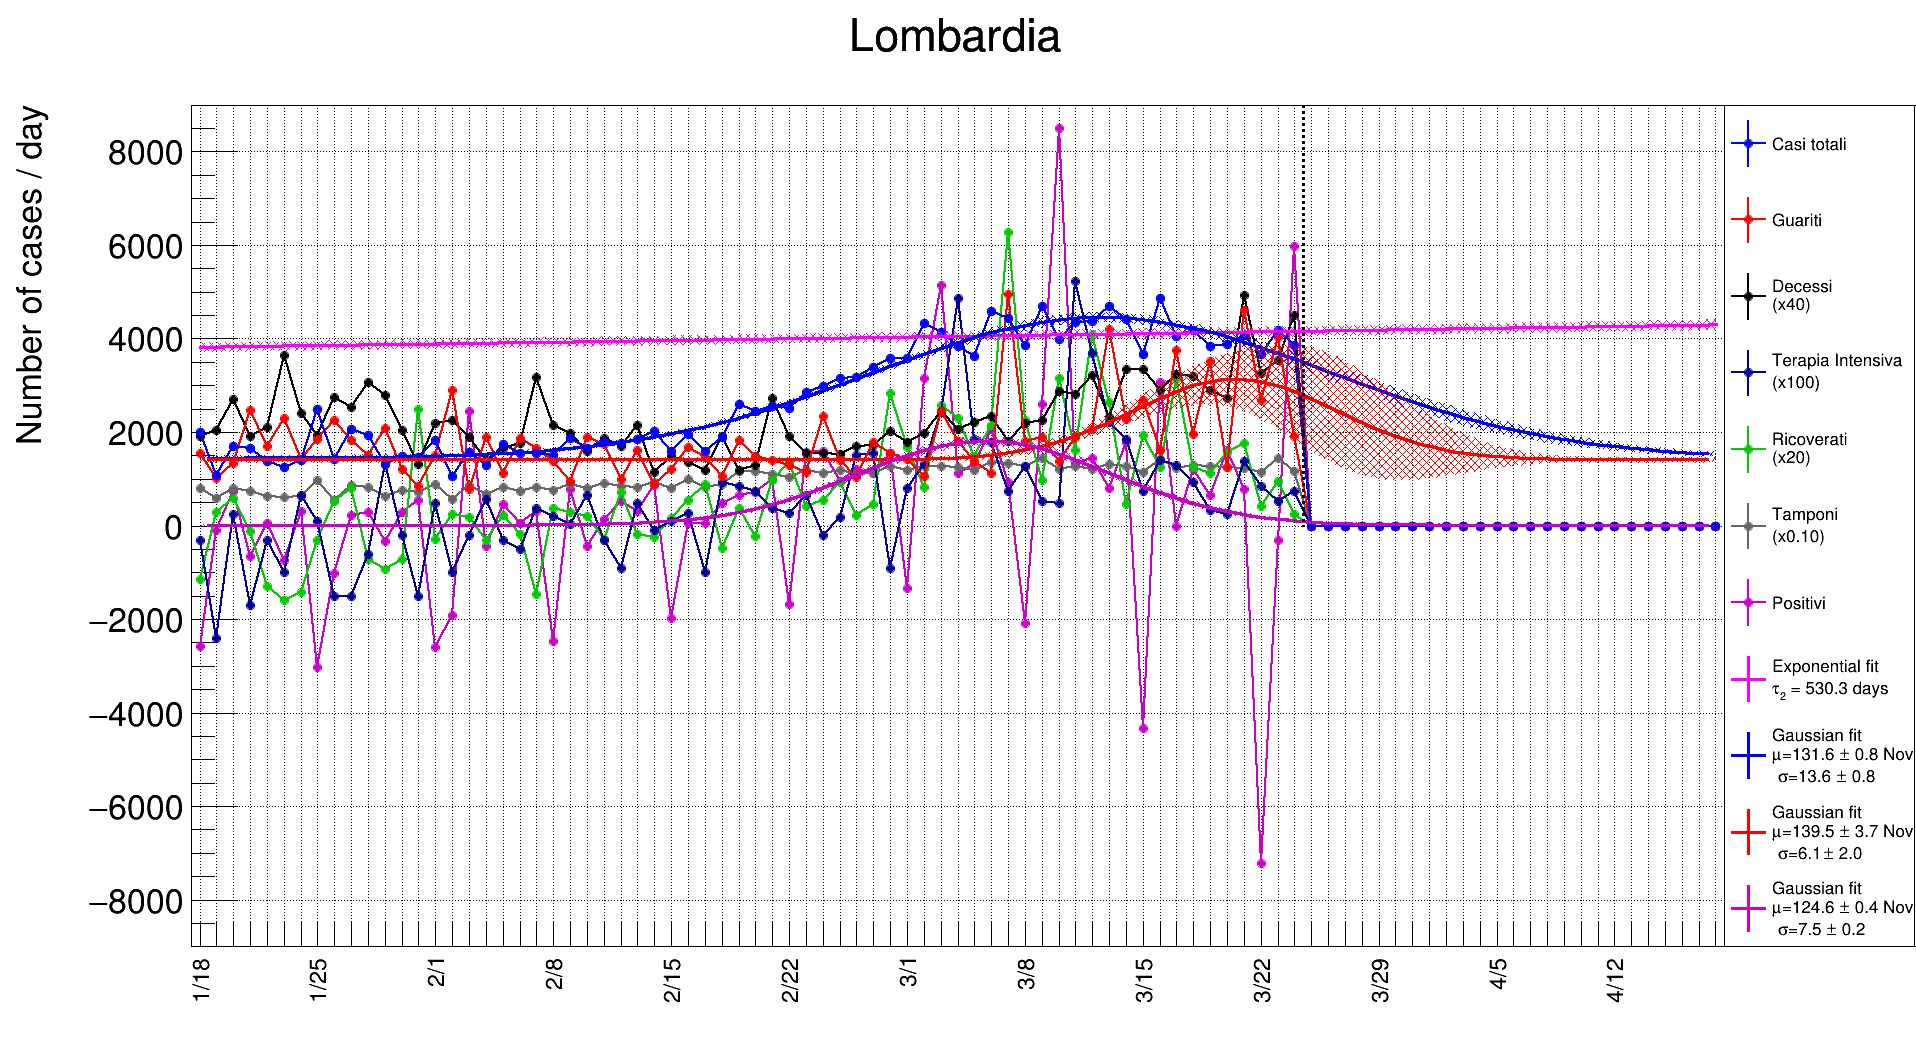 Lombardia
Number of cases / day
8000
6000
4000
2000
0
−2000
−4000
−6000
−8000
1/18
1/25
2/1
2/8
2/15
2/22
3/1
3/8
3/15
3/22
3/29
4/5
4/12
Casi totali
Guariti
Decessi
(x40)
Terapia Intensiva
(x100)
Ricoverati
(x20)
Tamponi
(x0.10)
Positivi
Exponential fit
τ₂ = 530.3 days
Gaussian fit
μ=131.6 ± 0.8 Nov
σ=13.6 ± 0.8
Gaussian fit
μ=139.5 ± 3.7 Nov
σ=6.1 ± 2.0
Gaussian fit
μ=124.6 ± 0.4 Nov
σ=7.5 ± 0.2